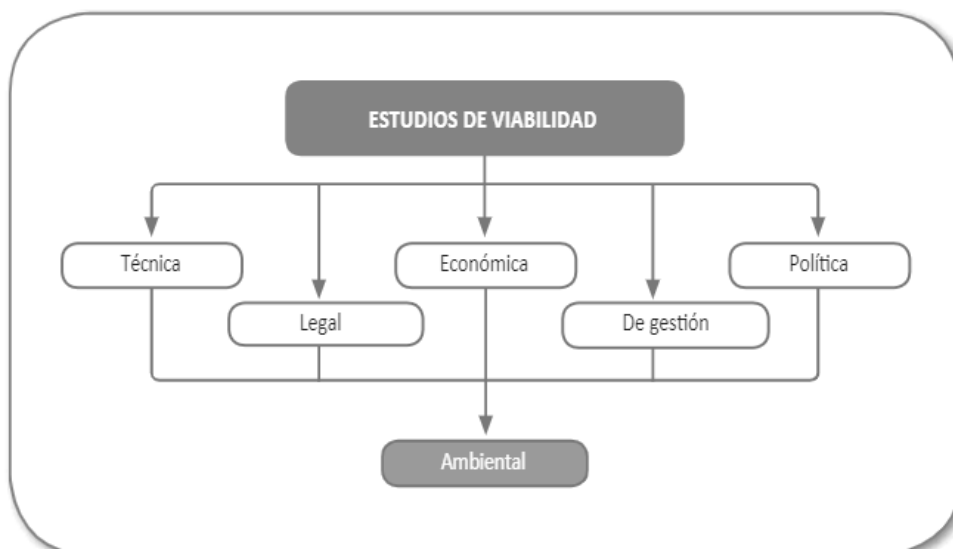 ESTUDIOS DE VIABILIDAD
Técnica
Económica
Política
Legal
De gestión
Ambiental